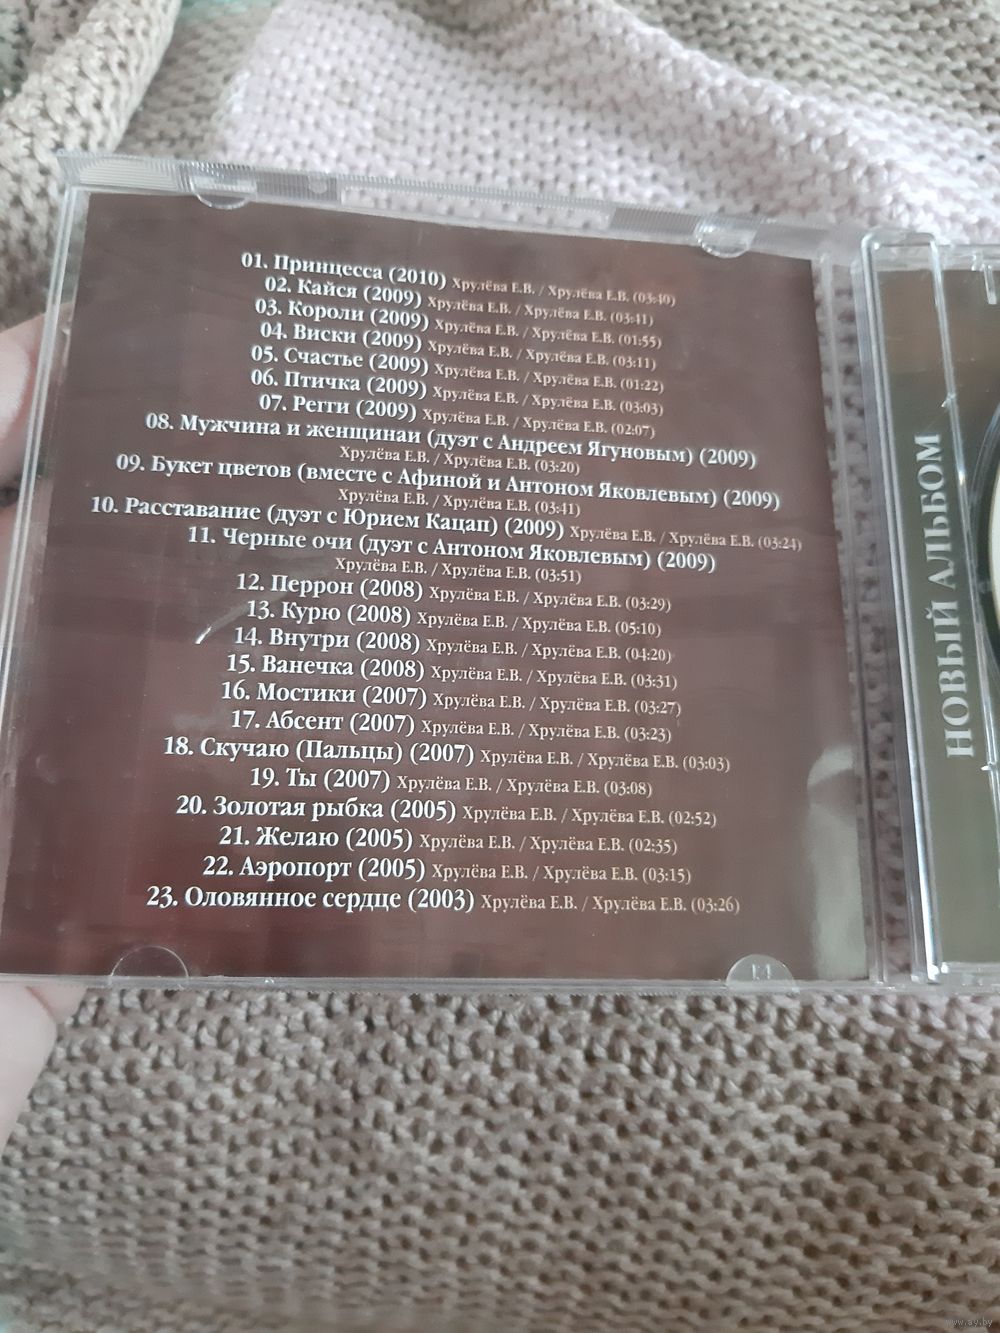 01. Принцесса (2010) Хрулёва Е.В. / Хрулёва Е.В. (03:40)
02. Кайся (2009) Хрулёва Е.В. / Хрулёва Е.В. (03:41)
03. Короли (2009) Хрулёва Е.В. / Хрулёва Е.В. (01:55)
04. Виски (2009) Хрулёва Е.В. / Хрулёва Е.В. (03:11)
05. Счастье (2009) Хрулёва Е.В. / Хрулёва Е.В. (01:22)
06. Птичка (2009) Хрулёва Е.В. / Хрулёва Е.В. (03:03)
07. Регги (2009) Хрулёва Е.В. / Хрулёва Е.В. (02:07)
08. Мужчина и женщинаи (дуэт с Андреем Ягуновым) (2009)
Хрулёва Е.В. / Хрулёва Е.В. (03:20)
09. Букет цветов (вместе с Афиной и Антоном Яковлевым) (2009)
Хрулёва Е.В. / Хрулёва Е.В. (03:41)
10. Расставание (дуэт с Юрием Кацап) (2009) Хрулёва Е.В. / Хрулёва Е.В. (03:24)
11. Черные очи (дуэт с Антоном Яковлевым) (2009)
Хрулёва Е.В. / Хрулёва Е.В. (03:51)
12. Перрон (2008) Хрулёва Е.В. / Хрулёва Е.В. (03:29)
13. Курю (2008) Хрулёва Е.В. / Хрулёва Е.В. (05:10)
14. Внутри (2008) Хрулёва Е.В. / Хрулёва Е.В. (04:20)
15. Ванечка (2008) Хрулёва Е.В. / Хрулёва Е.В. (03:31)
16. Мостики (2007) Хрулёва Е.В. / Хрулёва Е.В. (03:27)
17. Абсент (2007) Хрулёва Е.В. / Хрулёва Е.В. (03:23)
18. Скучаю (Пальцы) (2007) Хрулёва Е.В. / Хрулёва Е.В. (03:03)
19. Ты (2007) Хрулёва Е.В. / Хрулёва Е.В. (03:08)
20. Золотая рыбка (2005) Хрулёва Е.В. / Хрулёва Е.В. (02:52)
21. Желаю (2005) Хрулёва Е.В. / Хрулёва Е.В. (02:35)
22. Аэропорт (2005) Хрулёва Е.В. / Хрулёва Е.В. (03:15)
23. Оловянное сердце (2003) Хрулёва Е.В. / Хрулёва Е.В. (03:26)
НОВЫЙ АЛЬБОМ
www.ay.by